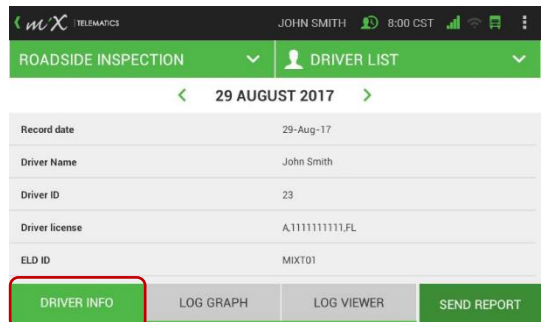 miX TELEMATICS JOHN SMITH 8:00 CST
ROADSIDE INSPECTION DRIVER LIST
29 AUGUST 2017
Record date 29-Aug-17
Driver Name John Smith
Driver ID 23
Driver license A,1111111111,FL
ELD ID MIXT01
DRIVER INFO LOG GRAPH LOG VIEWER SEND REPORT